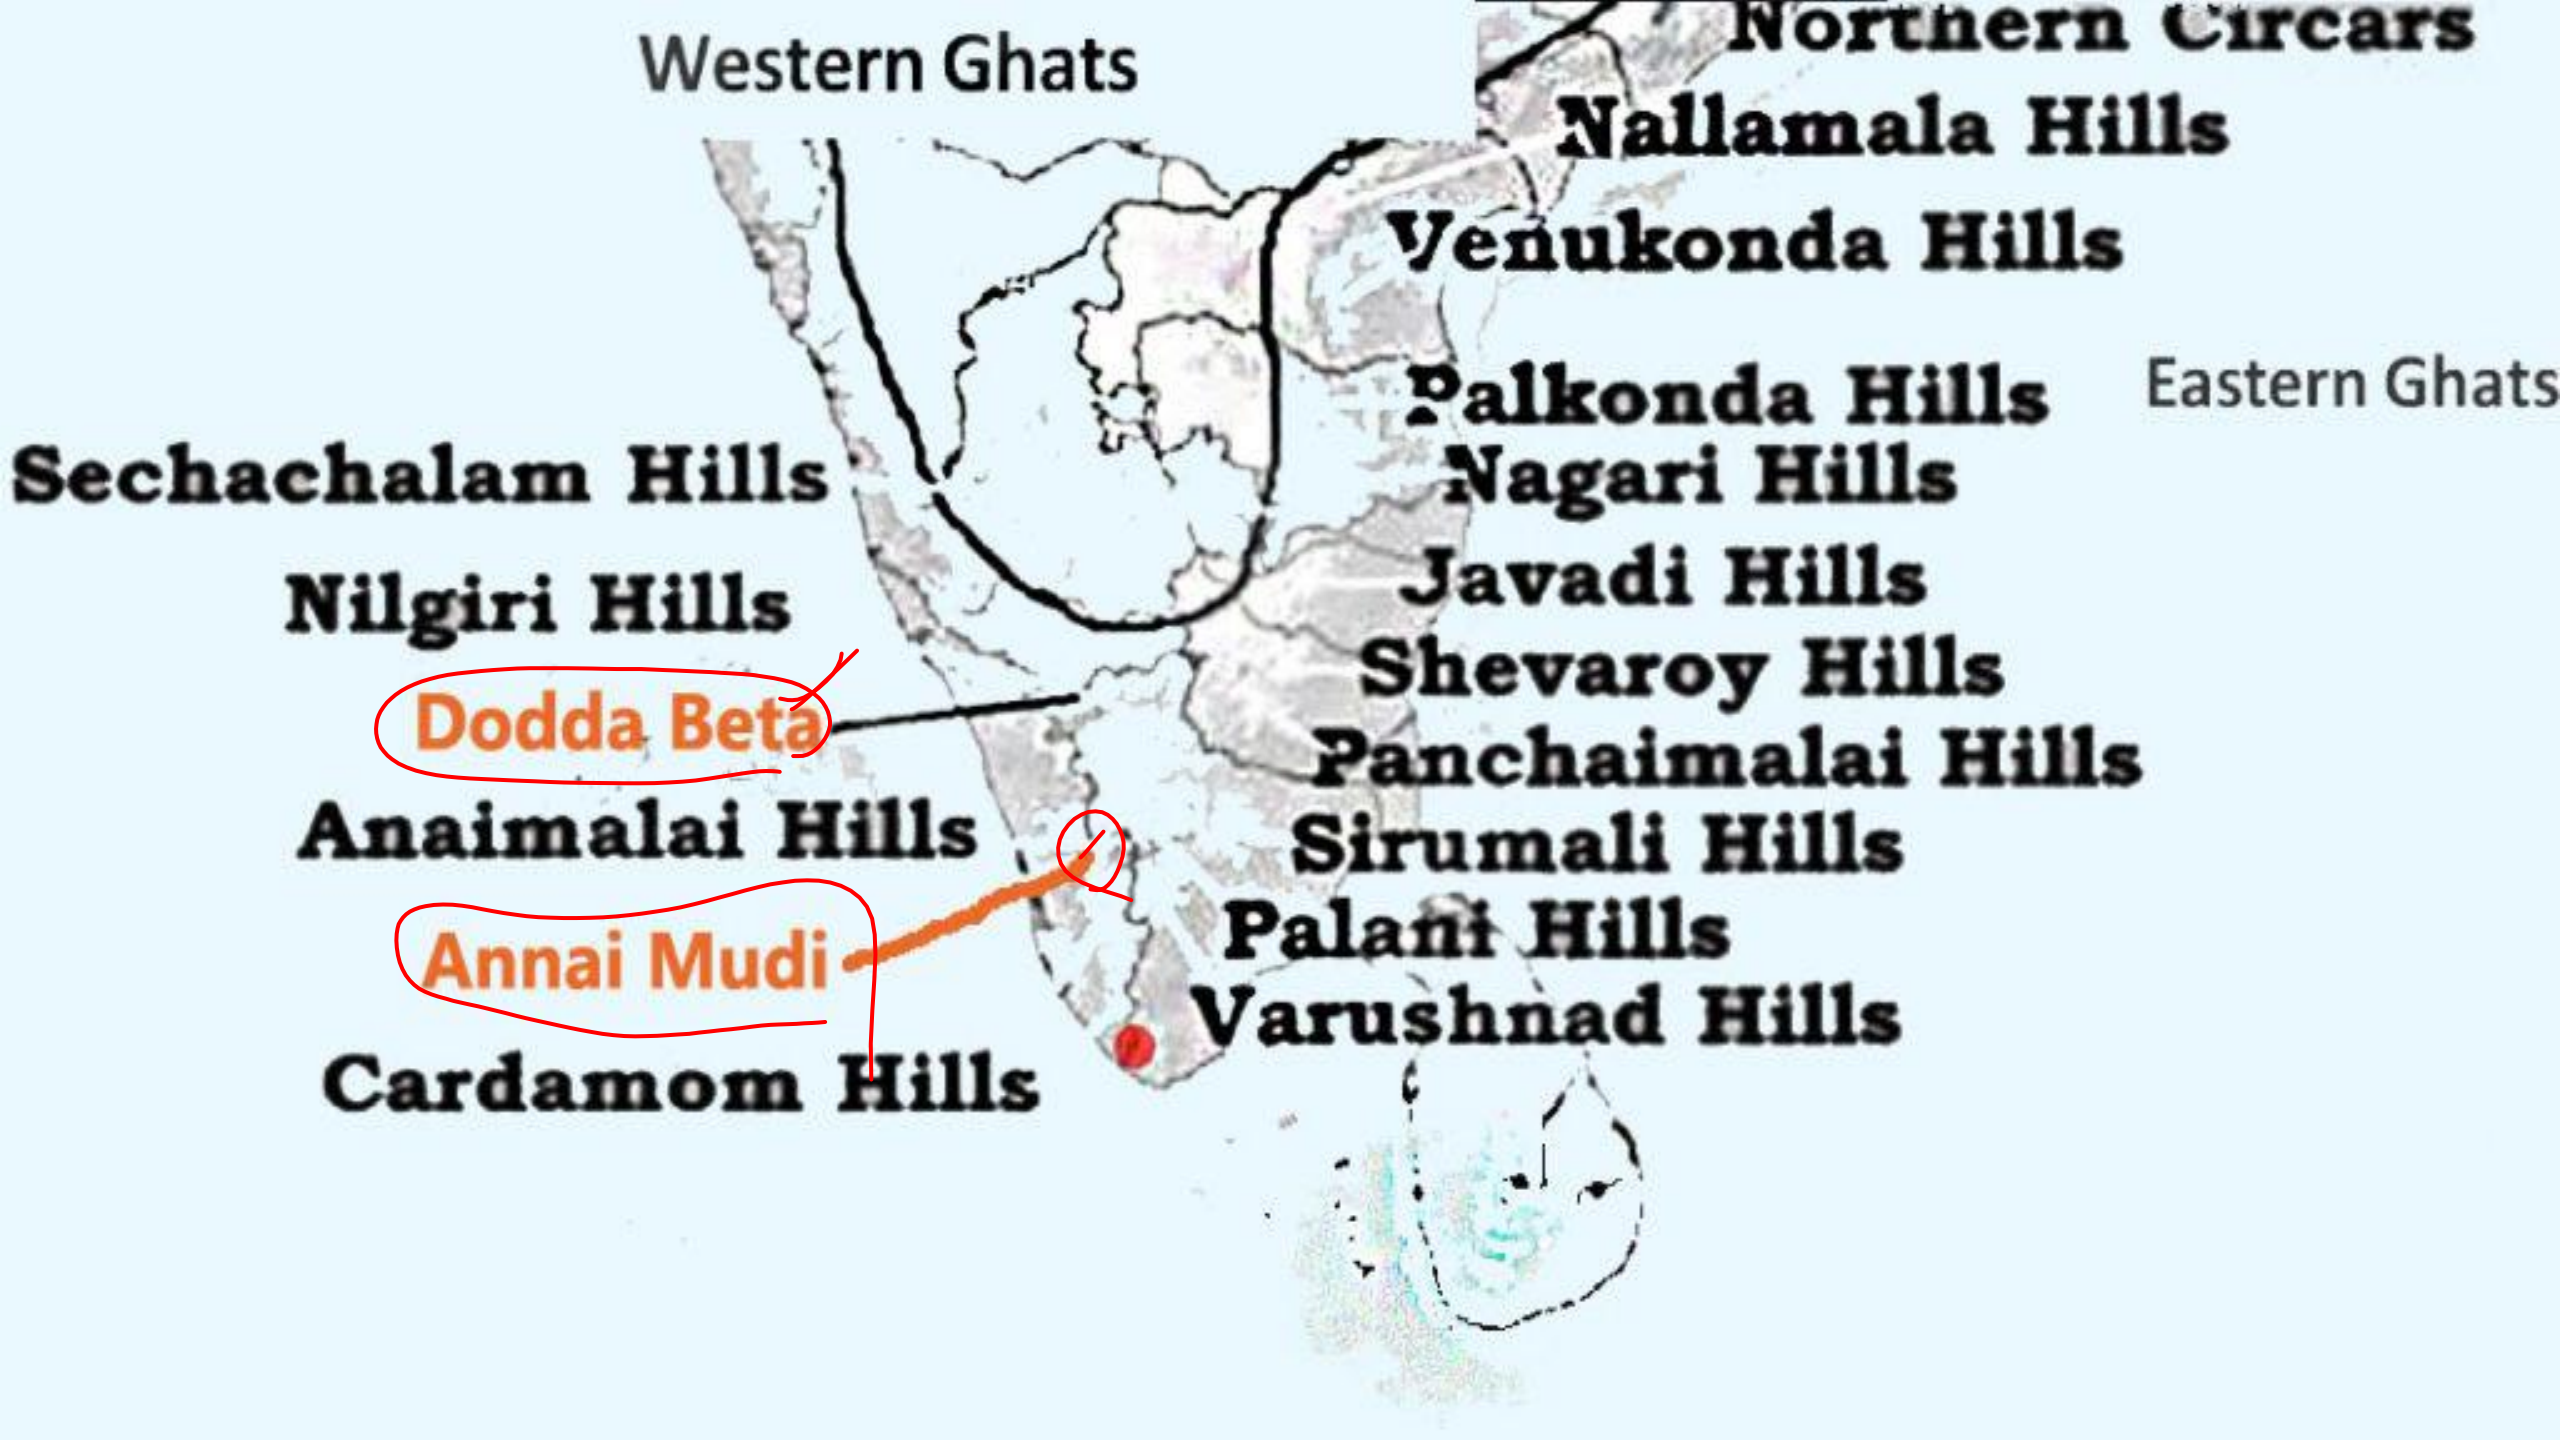 Western Ghats
Northern Circars
Nallamala Hills
Venukonda Hills
Palkonda Hills
Eastern Ghats
Sechachalam Hills
Nagari Hills
Nilgiri Hills
Javadi Hills
Dodda Beta
Shevaroy Hills
Panchaimalai Hills
Anaimalai Hills
Sirumali Hills
Annai Mudi
Palani Hills
Varushnad Hills
Cardamom Hills